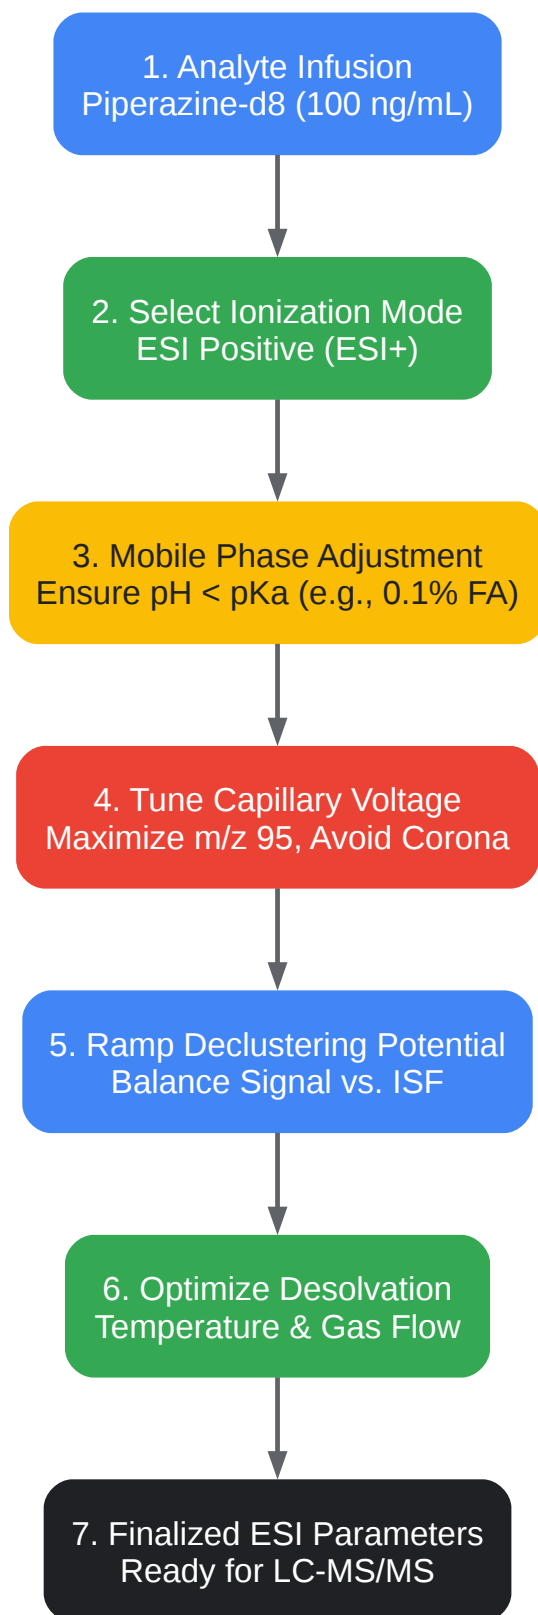 1. Analyte Infusion
Piperazine-d8 (100 ng/mL)
2. Select Ionization Mode
ESI Positive (ESI+)
3. Mobile Phase Adjustment
Ensure pH < pKa (e.g., 0.1% FA)
4. Tune Capillary Voltage
Maximize m/z 95, Avoid Corona
5. Ramp Declustering Potential
Balance Signal vs. ISF
6. Optimize Desolvation
Temperature & Gas Flow
7. Finalized ESI Parameters
Ready for LC-MS/MS